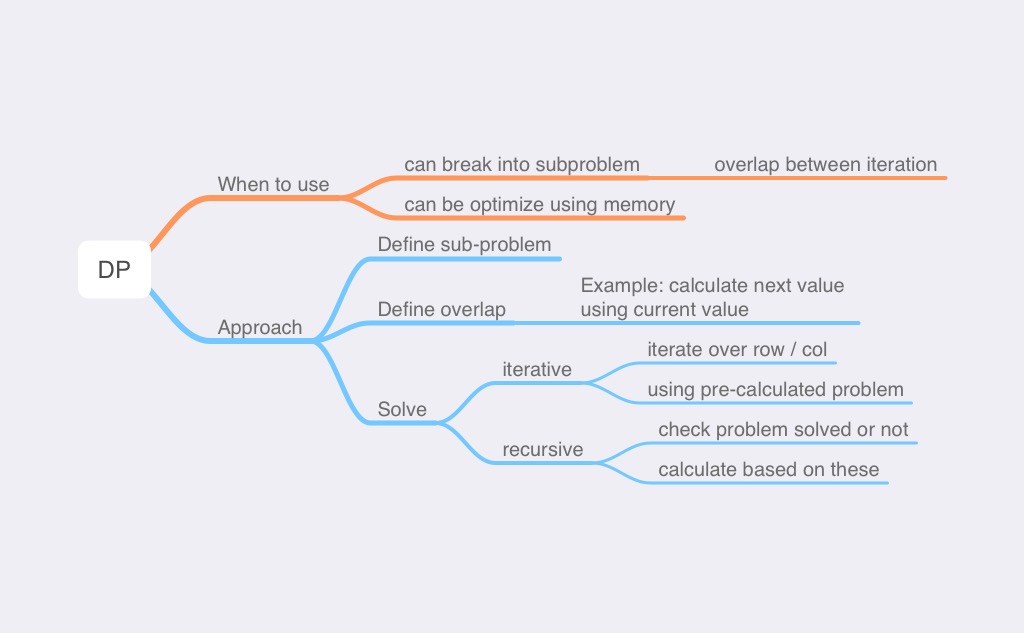 DP
When to use
can break into subproblem
overlap between iteration
can be optimize using memory
Approach
Define sub-problem
Define overlap
Example: calculate next value
using current value
Solve
iterative
iterate over row / col
using pre-calculated problem
recursive
check problem solved or not
calculate based on these